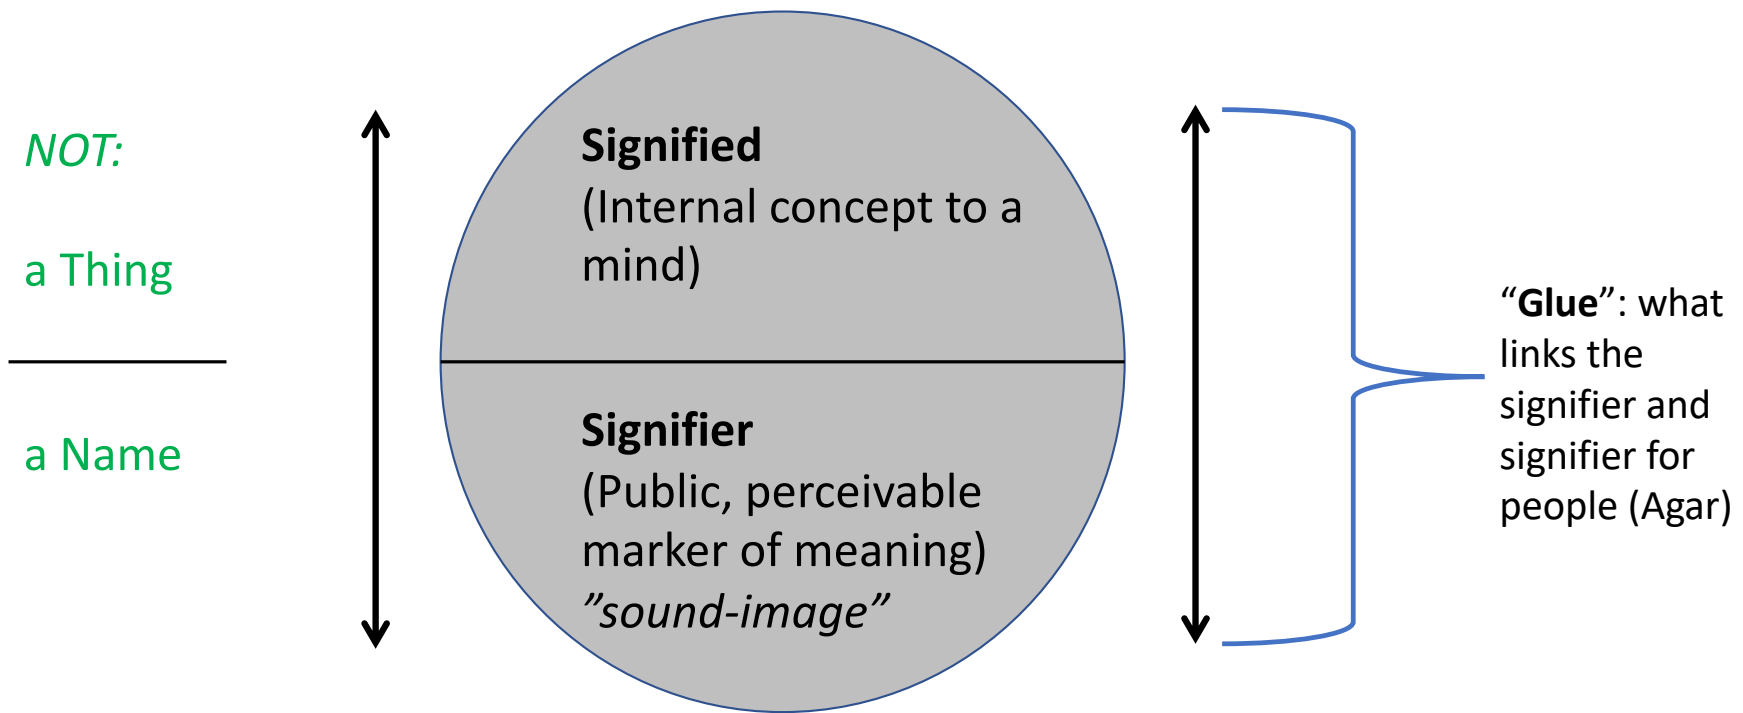 NOT:
a Thing
a Name
Signified
(Internal concept to a
mind)
Signifier
(Public, perceivable
marker of meaning)
”sound-image”
“Glue”: what
links the
signifier and
signifier for
people (Agar)